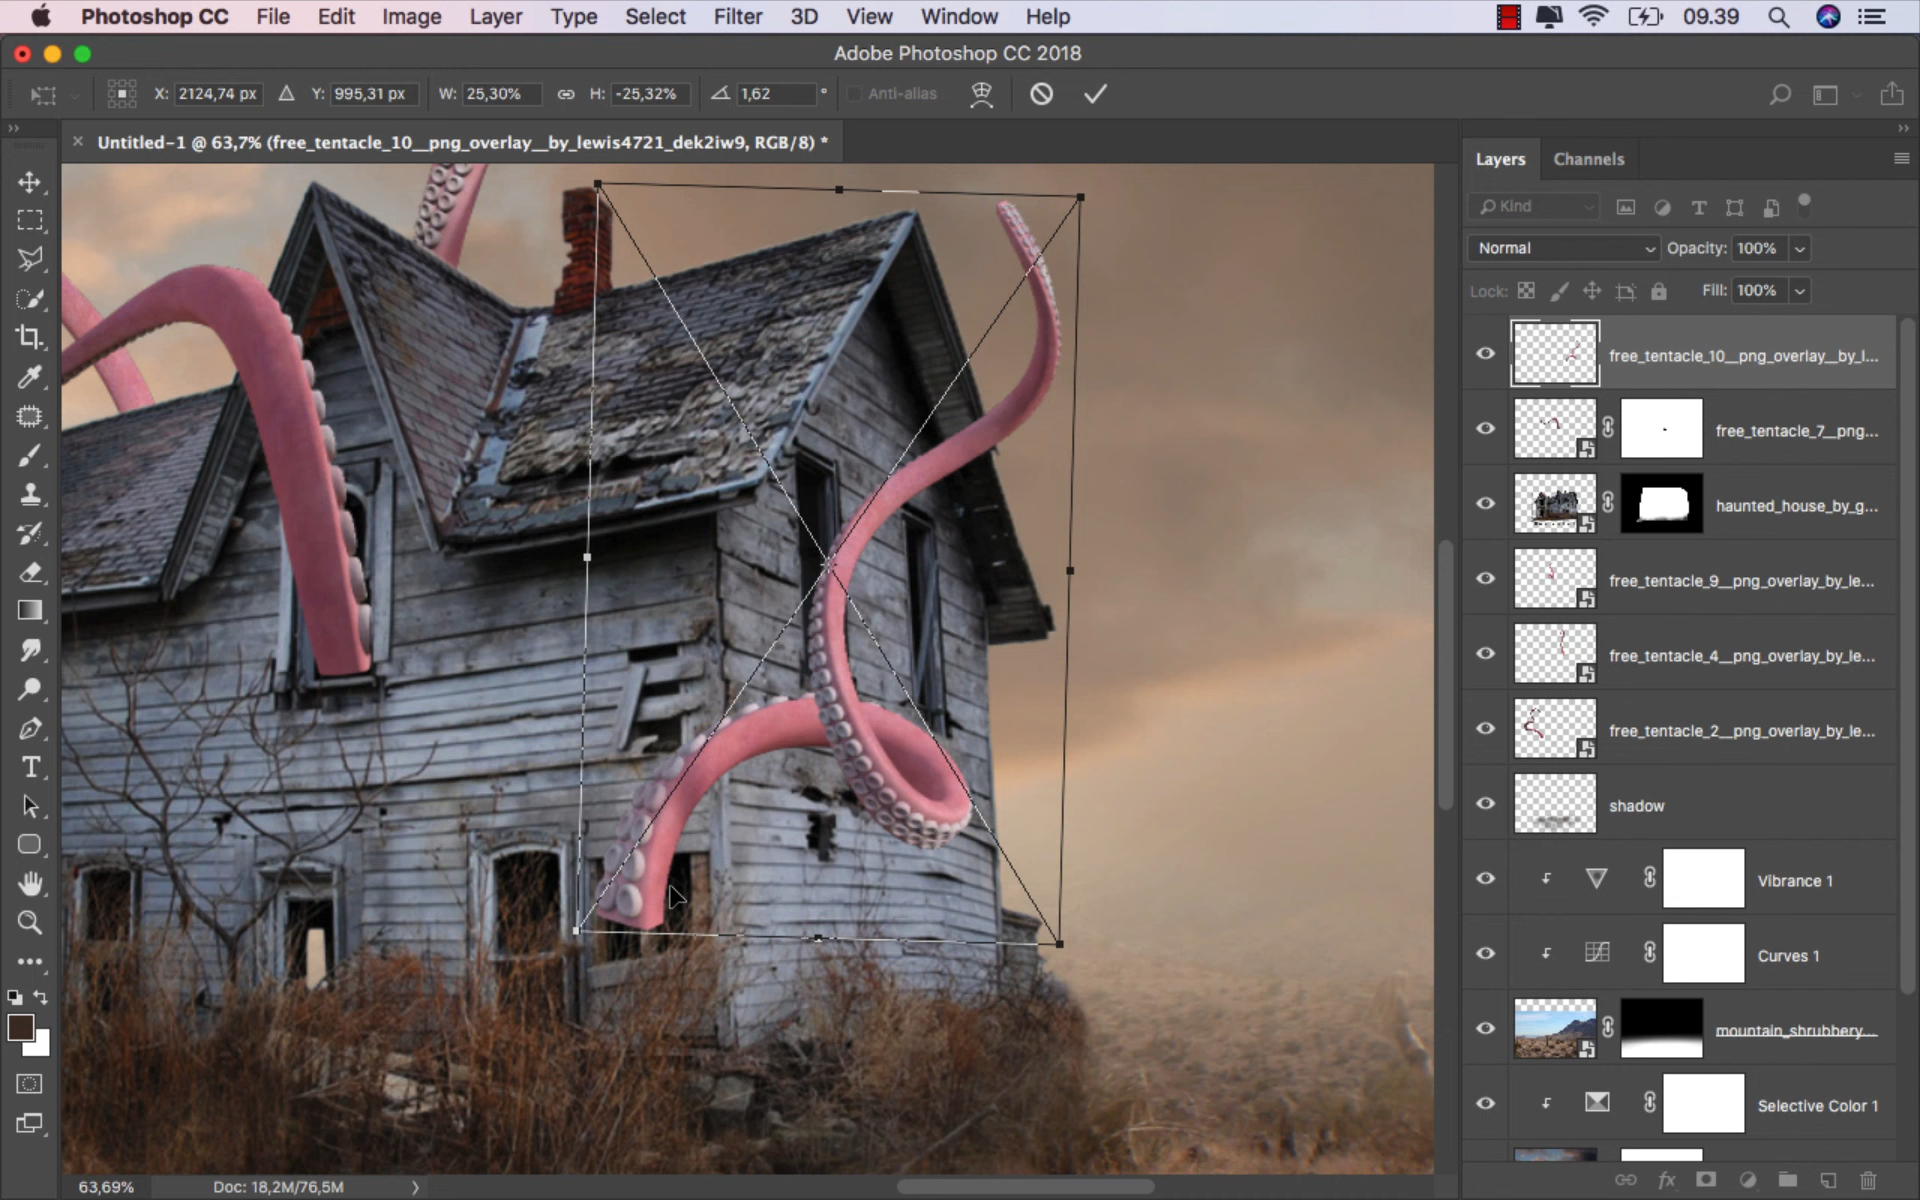 Photoshop CC File Edit Image Layer Type Select Filter 3D View Window Help 09.39
Adobe Photoshop CC 2018
X: 2124,74 px Y: 995,31 px W: 25,30% H: -25,32% 1,62 ° Anti-alias
Untitled-1 @ 63,7% (free_tentacle_10__png_overlay__by_lewis4721_dek2iw9, RGB/8) *
Layers Channels
Kind
Normal Opacity: 100%
Lock: Fill: 100%
free_tentacle_10__png_overlay__by_l...
free_tentacle_7__png...
haunted_house_by_g...
free_tentacle_9__png_overlay_by_le...
free_tentacle_4__png_overlay_by_le...
free_tentacle_2__png_overlay_by_le...
shadow
Vibrance 1
Curves 1
mountain_shrubbery...
Selective Color 1
63,69% Doc: 18,2M/76,5M